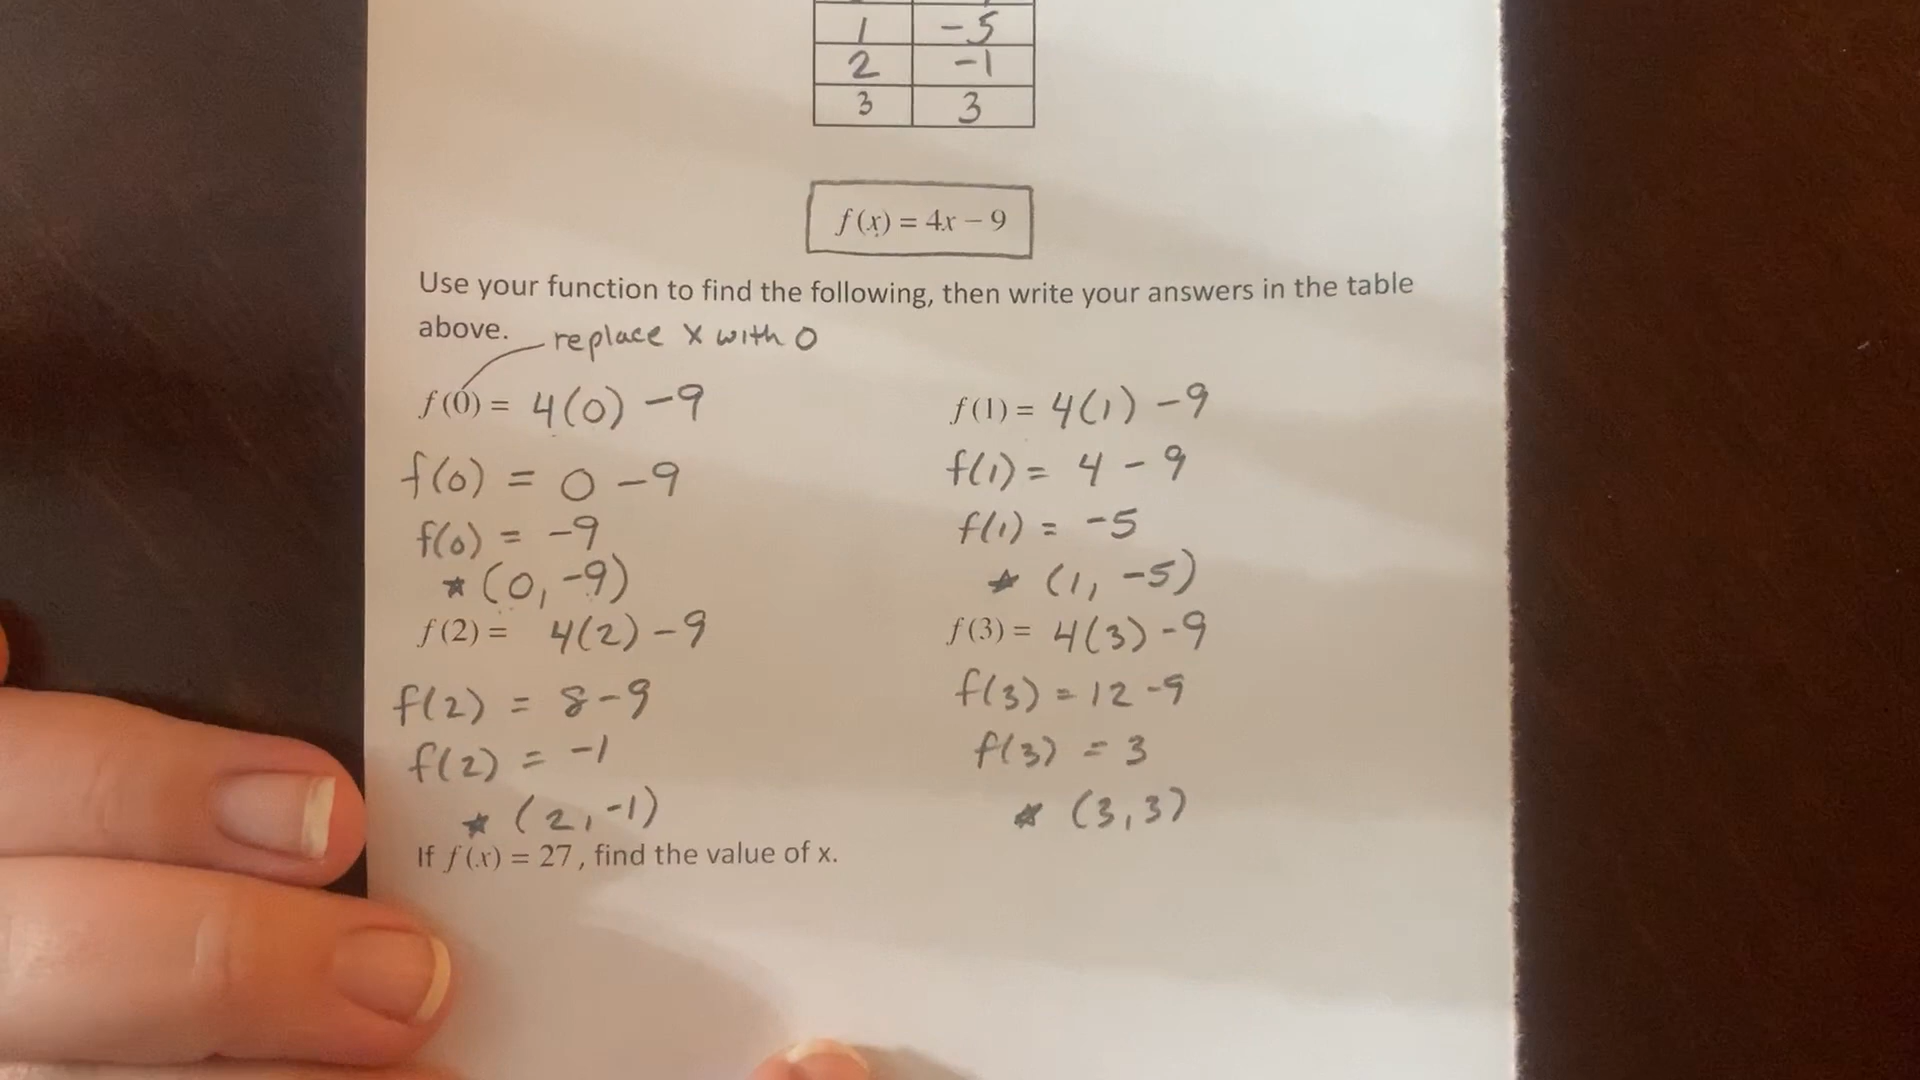 1 -5
2 -1
3 3
f(x) = 4x – 9
Use your function to find the following, then write your answers in the table
above. replace x with 0
f(0) = 4(0) -9
f(0) = 0 -9
f(0) = -9
★ (0, -9)
f(1) = 4(1) -9
f(1) = 4 - 9
f(1) = -5
★ (1, -5)
f(2) = 4(2) -9
f(2) = 8-9
f(2) = -1
★ (2, -1)
f(3) = 4(3) -9
f(3) = 12 -9
f(3) = 3
★ (3,3)
If f(x) = 27, find the value of x.